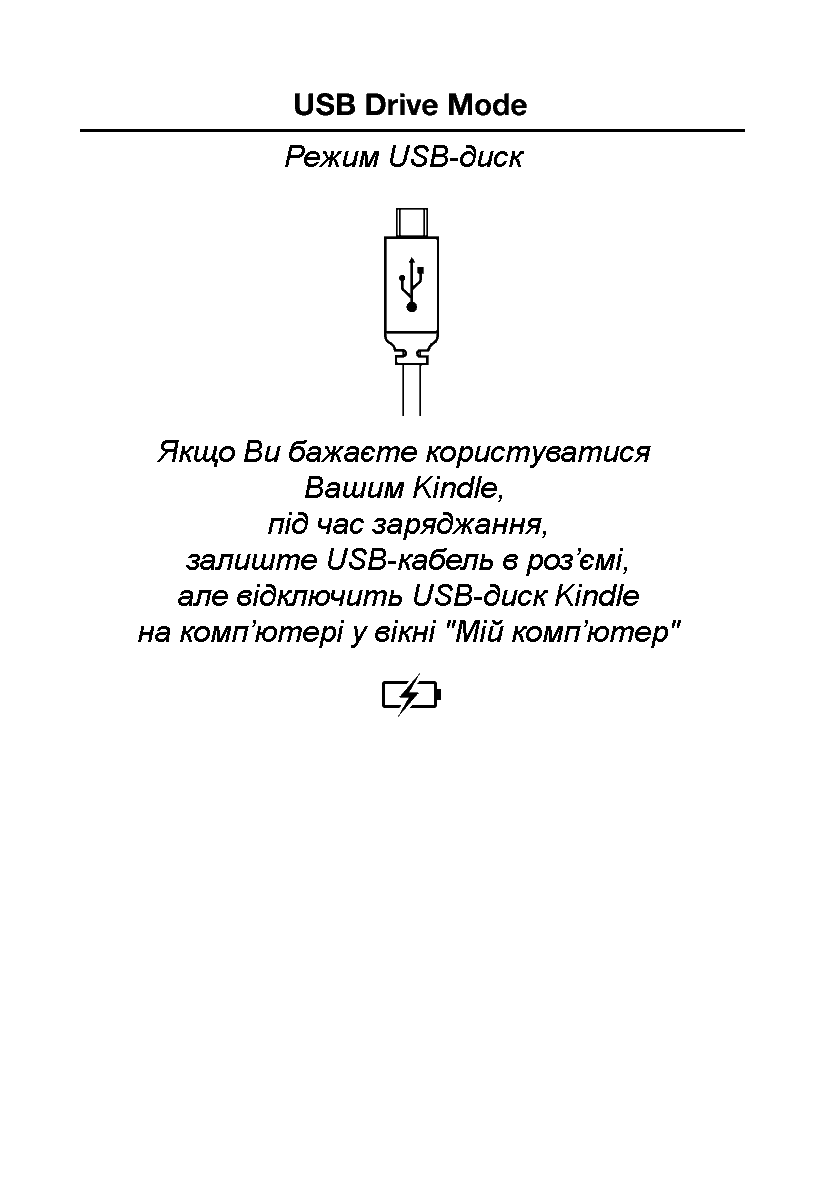 USB Drive Mode
Режим USB-диск
Якщо Ви бажаєте користуватися
Вашим Kindle,
під час заряджання,
залиште USB-кабель в роз’ємі,
але відключить USB-диск Kindle
на комп’ютері у вікні "Мій комп’ютер"